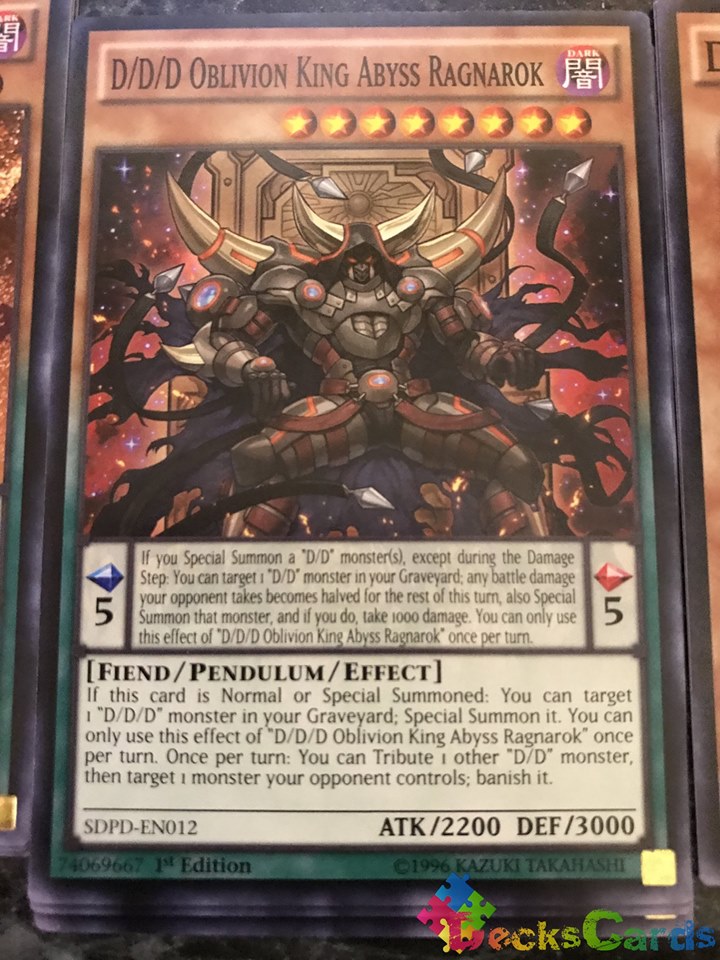 D/D/D OBLIVION KING ABYSS RAGNAROK
DARK
闇
If you Special Summon a "D/D" monster(s), except during the Damage
Step: You can target 1 "D/D" monster in your Graveyard; any battle damage
your opponent takes becomes halved for the rest of this turn, also Special
Summon that monster, and if you do, take 1000 damage. You can only use
this effect of "D/D/D Oblivion King Abyss Ragnarok" once per turn.
5
5
[FIEND/PENDULUM/EFFECT]
If this card is Normal or Special Summoned: You can target
1 "D/D/D" monster in your Graveyard; Special Summon it. You can
only use this effect of "D/D/D Oblivion King Abyss Ragnarok" once
per turn. Once per turn: You can Tribute 1 other "D/D" monster,
then target 1 monster your opponent controls; banish it.
SDPD-EN012
ATK/2200 DEF/3000
74069667 1st Edition
©1996 KAZUKI TAKAHASHI
DecksCards